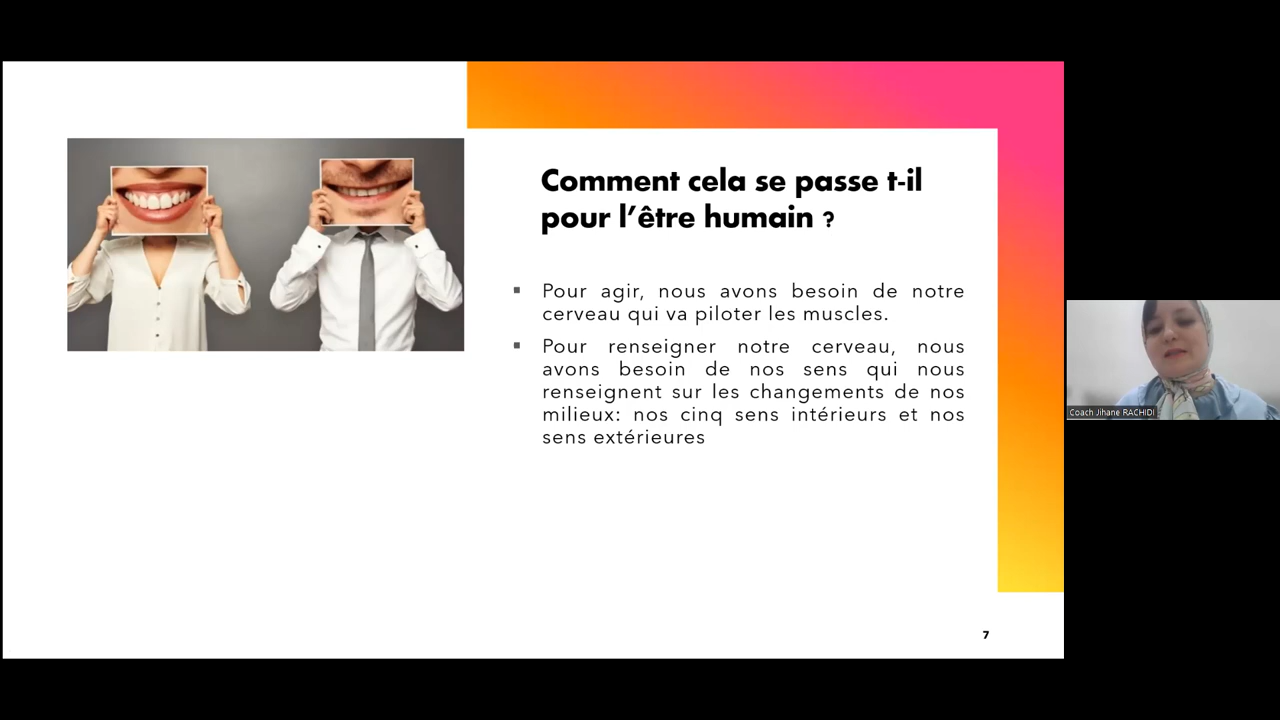 Comment cela se passe t-il
pour l'être humain ?
▪ Pour agir, nous avons besoin de notre
cerveau qui va piloter les muscles.
▪ Pour renseigner notre cerveau, nous
avons besoin de nos sens qui nous
renseignent sur les changements de nos
milieux: nos cinq sens intérieurs et nos
sens extérieures
Coach Jihane RACHIDI
7